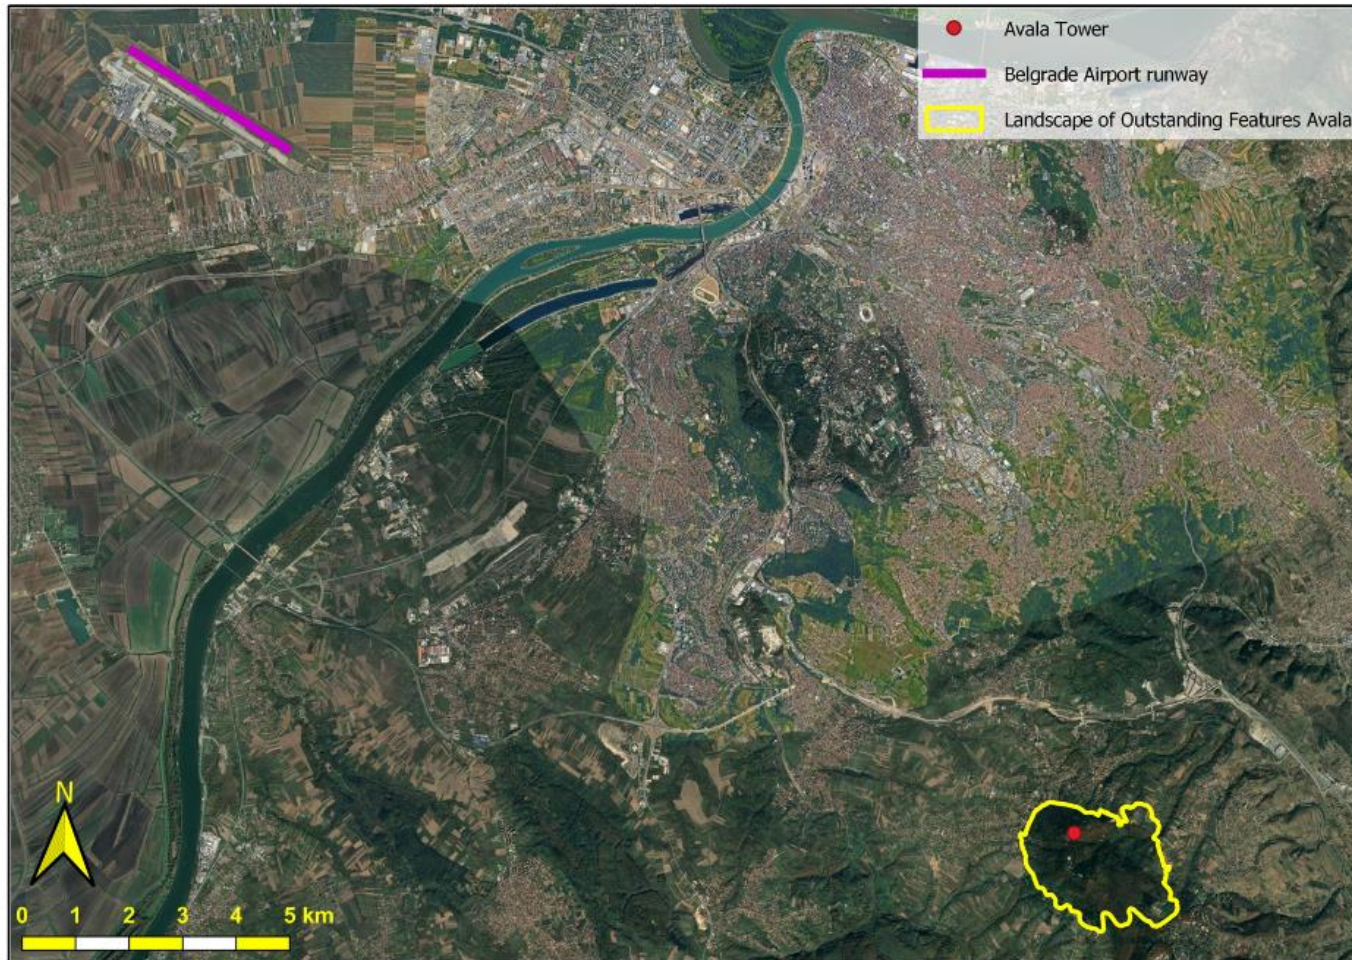 Avala Tower
Belgrade Airport runway
Landscape of Outstanding Features Avala
N
0 1 2 3 4 5 km